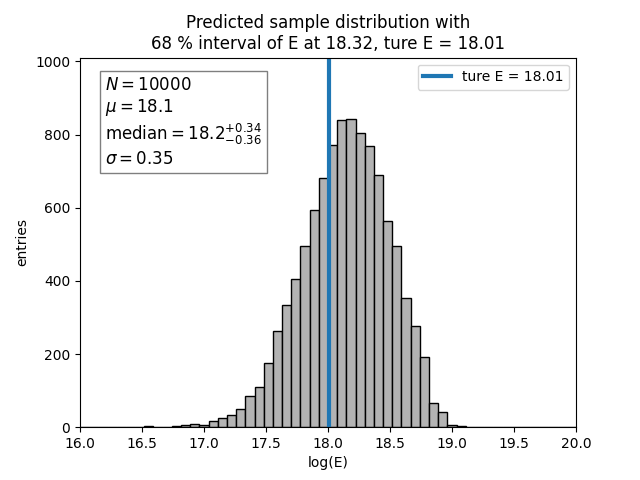 Predicted sample distribution with
68 % interval of E at 18.32, ture E = 18.01
1000
800
600
400
200
0
entries
N = 10000
μ = 18.1
median = 18.2+0.34 −0.36
σ = 0.35
ture E = 18.01
16.0 16.5 17.0 17.5 18.0 18.5 19.0 19.5 20.0
log(E)